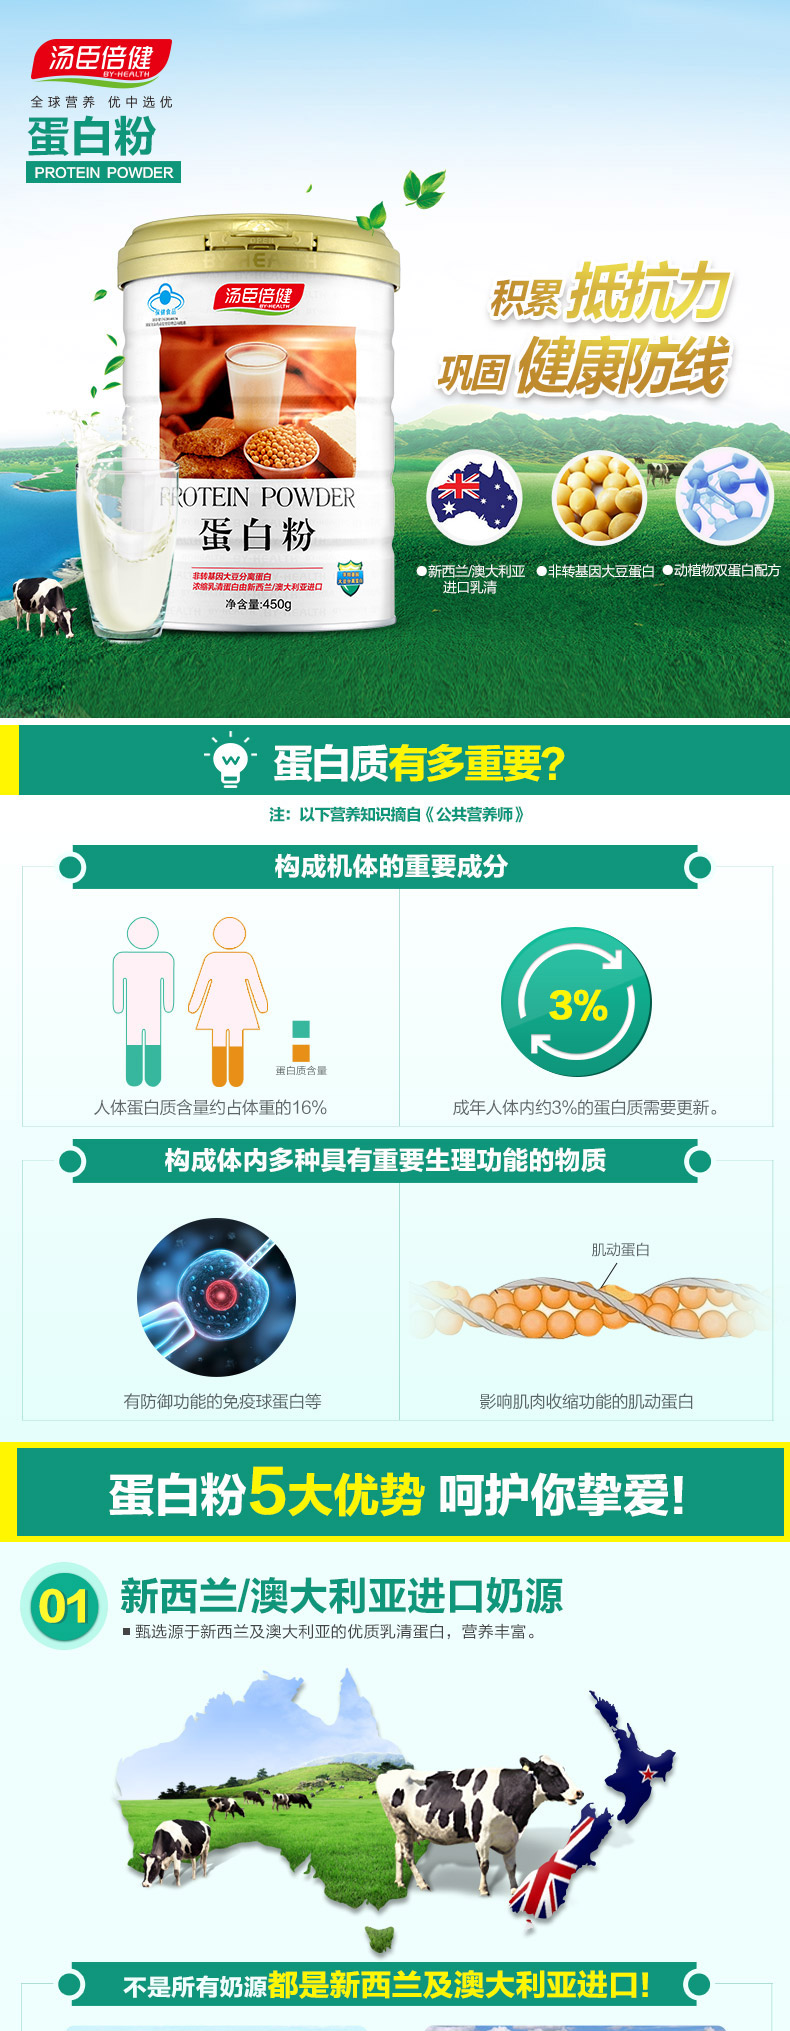 汤臣倍健
BY-HEALTH
全球营养 优中选优
蛋白粉
PROTEIN POWDER
积累 抵抗力
巩固 健康防线
OPEN
保健食品
汤臣倍健
BY-HEALTH
PROTEIN POWDER
蛋白粉
非转基因大豆分离蛋白
浓缩乳清蛋白由新西兰/澳大利亚进口
净含量:450g
●新西兰/澳大利亚
进口乳清
●非转基因大豆蛋白
●动植物双蛋白配方
蛋白质有多重要?
注：以下营养知识摘自《公共营养师》
构成机体的重要成分
3%
蛋白质含量
人体蛋白质含量约占体重的16%
成年人体内约3%的蛋白质需要更新。
构成体内多种具有重要生理功能的物质
肌动蛋白
有防御功能的免疫球蛋白等
影响肌肉收缩功能的肌动蛋白
蛋白粉5大优势 呵护你挚爱!
01
新西兰/澳大利亚进口奶源
■ 甄选源于新西兰及澳大利亚的优质乳清蛋白，营养丰富。
不是所有奶源都是新西兰及澳大利亚进口!